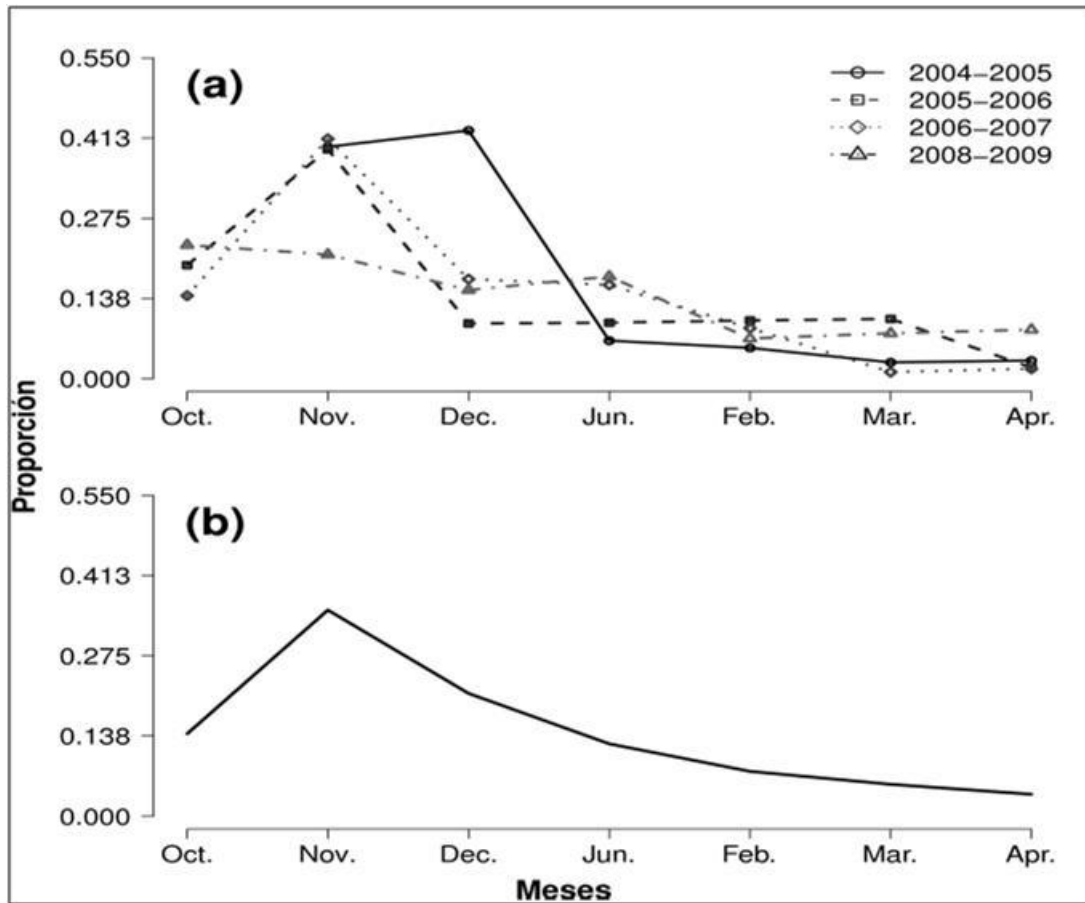 (a)
2004–2005
2005–2006
2006–2007
2008–2009
0.550
0.413
0.275
0.138
0.000
Oct. Nov. Dec. Jun. Feb. Mar. Apr.
Proporción
(b)
0.550
0.413
0.275
0.138
0.000
Oct. Nov. Dec. Jun. Feb. Mar. Apr.
Meses